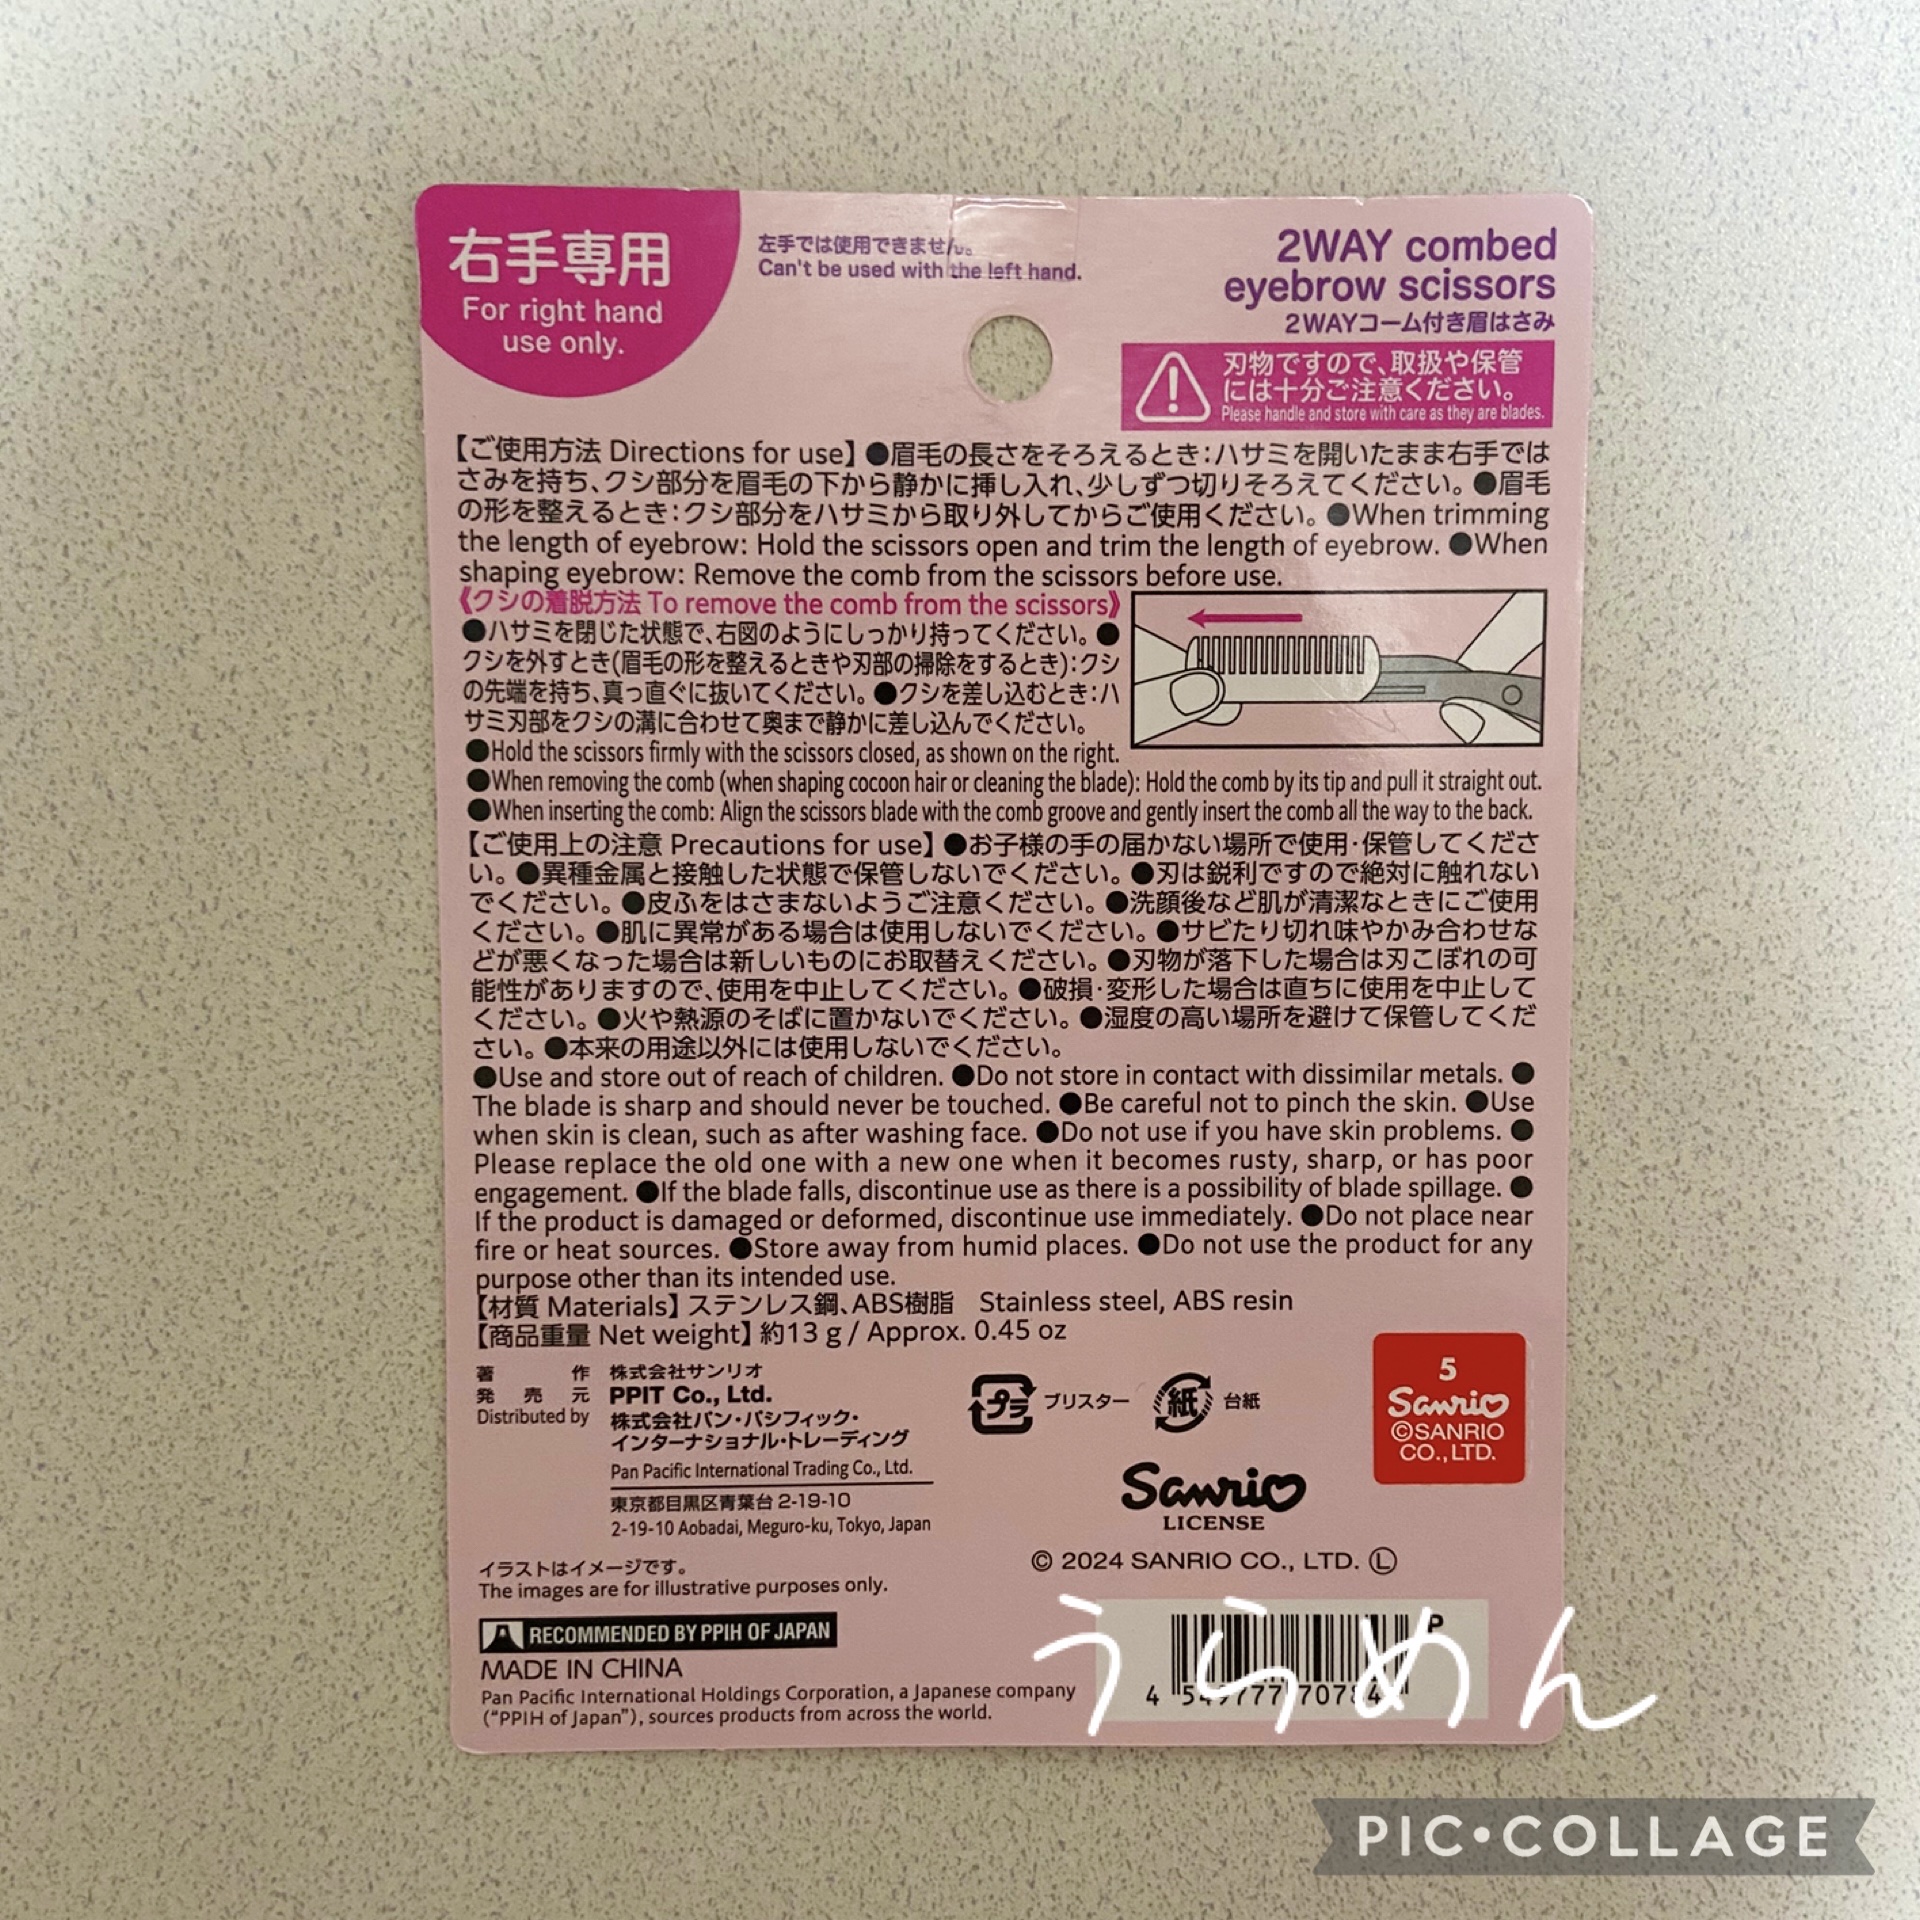 右手専用
For right hand
use only.
左手では使用できません。
Can't be used with the left hand.
2WAY combed
eyebrow scissors
2WAYコーム付き眉はさみ
刃物ですので、取扱や保管
には十分ご注意ください。
Please handle and store with care as they are blades.
【ご使用方法 Directions for use】●眉毛の長さをそろえるとき：ハサミを開いたまま右手では
さみを持ち、クシ部分を眉毛の下から静かに挿し入れ、少しずつ切りそろえてください。●眉毛
の形を整えるとき：クシ部分をハサミから取り外してからご使用ください。●When trimming
the length of eyebrow: Hold the scissors open and trim the length of eyebrow. ●When
shaping eyebrow: Remove the comb from the scissors before use.
《クシの着脱方法 To remove the comb from the scissors》
●ハサミを閉じた状態で、右図のようにしっかり持ってください。●
クシを外すとき(眉毛の形を整えるときや刃部の掃除をするとき)：クシ
の先端を持ち、真っ直ぐに抜いてください。●クシを差し込むとき：ハ
サミ刃部をクシの溝に合わせて奥まで静かに差し込んでください。
●Hold the scissors firmly with the scissors closed, as shown on the right.
●When removing the comb (when shaping cocoon hair or cleaning the blade): Hold the comb by its tip and pull it straight out.
●When inserting the comb: Align the scissors blade with the comb groove and gently insert the comb all the way to the back.
【ご使用上の注意 Precautions for use】●お子様の手の届かない場所で使用・保管してくださ
い。●異種金属と接触した状態で保管しないでください。●刃は鋭利ですので絶対に触れない
でください。●皮ふをはさまないようご注意ください。●洗顔後など肌が清潔なときにご使用
ください。●肌に異常がある場合は使用しないでください。●サビたり切れ味やかみ合わせな
どが悪くなった場合は新しいものにお取替えください。●刃物が落下した場合は刃こぼれの可
能性がありますので、使用を中止してください。●破損・変形した場合は直ちに使用を中止して
ください。●火や熱源のそばに置かないでください。●湿度の高い場所を避けて保管してくだ
さい。●本来の用途以外には使用しないでください。
●Use and store out of reach of children. ●Do not store in contact with dissimilar metals. ●
The blade is sharp and should never be touched. ●Be careful not to pinch the skin. ●Use
when skin is clean, such as after washing face. ●Do not use if you have skin problems. ●
Please replace the old one with a new one when it becomes rusty, sharp, or has poor
engagement. ●If the blade falls, discontinue use as there is a possibility of blade spillage. ●
If the product is damaged or deformed, discontinue use immediately. ●Do not place near
fire or heat sources. ●Store away from humid places. ●Do not use the product for any
purpose other than its intended use.
【材質 Materials】ステンレス鋼、ABS樹脂 Stainless steel, ABS resin
【商品重量 Net weight】約13 g / Approx. 0.45 oz
著作 株式会社サンリオ
発売元 PPIT Co., Ltd.
Distributed by 株式会社パン・パシフィック・
インターナショナル・トレーディング
Pan Pacific International Trading Co., Ltd.
東京都目黒区青葉台 2-19-10
2-19-10 Aobadai, Meguro-ku, Tokyo, Japan
プラ ブリスター 紙 台紙
5
Sanrio
©SANRIO
CO.,LTD.
Sanrio
LICENSE
© 2024 SANRIO CO., LTD. Ⓛ
イラストはイメージです。
The images are for illustrative purposes only.
RECOMMENDED BY PPIH OF JAPAN
MADE IN CHINA
Pan Pacific International Holdings Corporation, a Japanese company
("PPIH of Japan"), sources products from across the world.
P
うらめん
PIC•COLLAGE